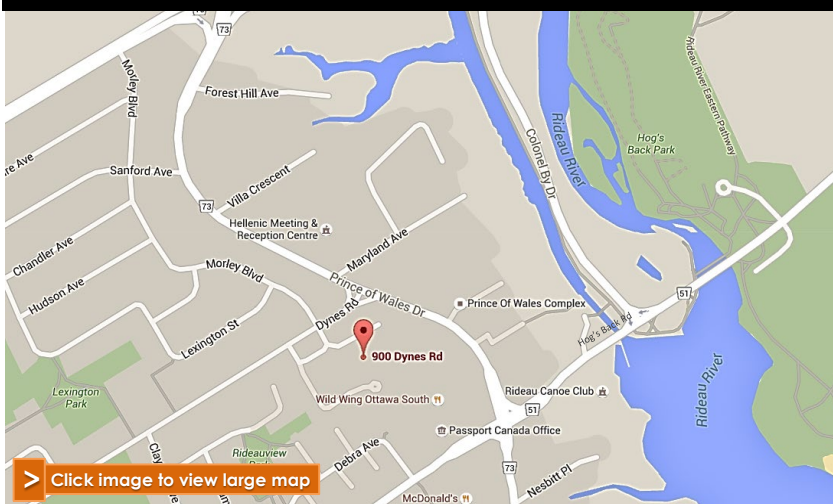 73
Morley Blvd
Forest Hill Ave
Rideau River Eastern Pathway
Hog's
Back Park
Rideau River
Colonel By Dr
re Ave
Sanford Ave
Villa Crescent
73
Hellenic Meeting &
Reception Centre
Maryland Ave
Chandler Ave
Morley Blvd
Hudson Ave
Prince of Wales Dr
51
Prince Of Wales Complex
Dynes Rd
Hog's Back Rd
Lexington St
900 Dynes Rd
Rideau River
Lexington
Park
Wild Wing Ottawa South
Rideau Canoe Club
51
Passport Canada Office
Clay
ve
Rideauview
Debra Ave
73
Nesbitt Pl
McDonald's
> Click image to view large map